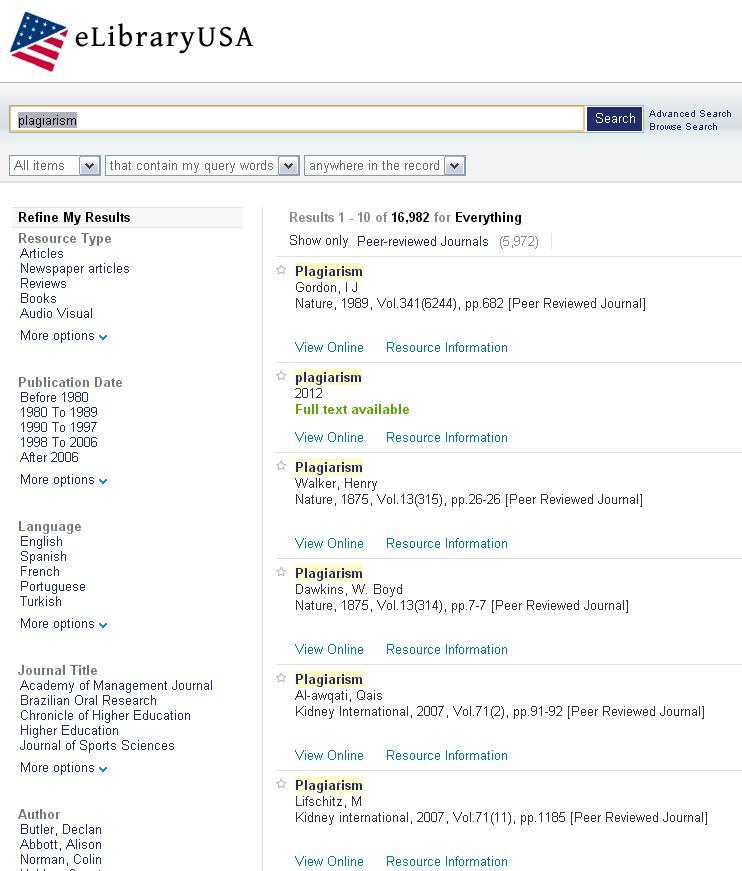 eLibraryUSA
plagiarism
Search
Advanced Search
Browse Search
All items
that contain my query words
anywhere in the record
Refine My Results
Resource Type
Articles
Newspaper articles
Reviews
Books
Audio Visual
More options
Publication Date
Before 1980
1980 To 1989
1990 To 1997
1998 To 2006
After 2006
More options
Language
English
Spanish
French
Portuguese
Turkish
More options
Journal Title
Academy of Management Journal
Brazilian Oral Research
Chronicle of Higher Education
Higher Education
Journal of Sports Sciences
More options
Author
Butler, Declan
Abbott, Alison
Norman, Colin
Results 1 - 10 of 16,982 for Everything
Show only Peer-reviewed Journals (5,972)
Plagiarism
Gordon, I J
Nature, 1989, Vol.341(6244), pp.682 [Peer Reviewed Journal]
View Online Resource Information
plagiarism
2012
Full text available
View Online Resource Information
Plagiarism
Walker, Henry
Nature, 1875, Vol.13(315), pp.26-26 [Peer Reviewed Journal]
View Online Resource Information
Plagiarism
Dawkins, W. Boyd
Nature, 1875, Vol.13(314), pp.7-7 [Peer Reviewed Journal]
View Online Resource Information
Plagiarism
Al-awqati, Qais
Kidney International, 2007, Vol.71(2), pp.91-92 [Peer Reviewed Journal]
View Online Resource Information
Plagiarism
Lifschitz, M
Kidney international, 2007, Vol.71(11), pp.1185 [Peer Reviewed Journal]
View Online Resource Information